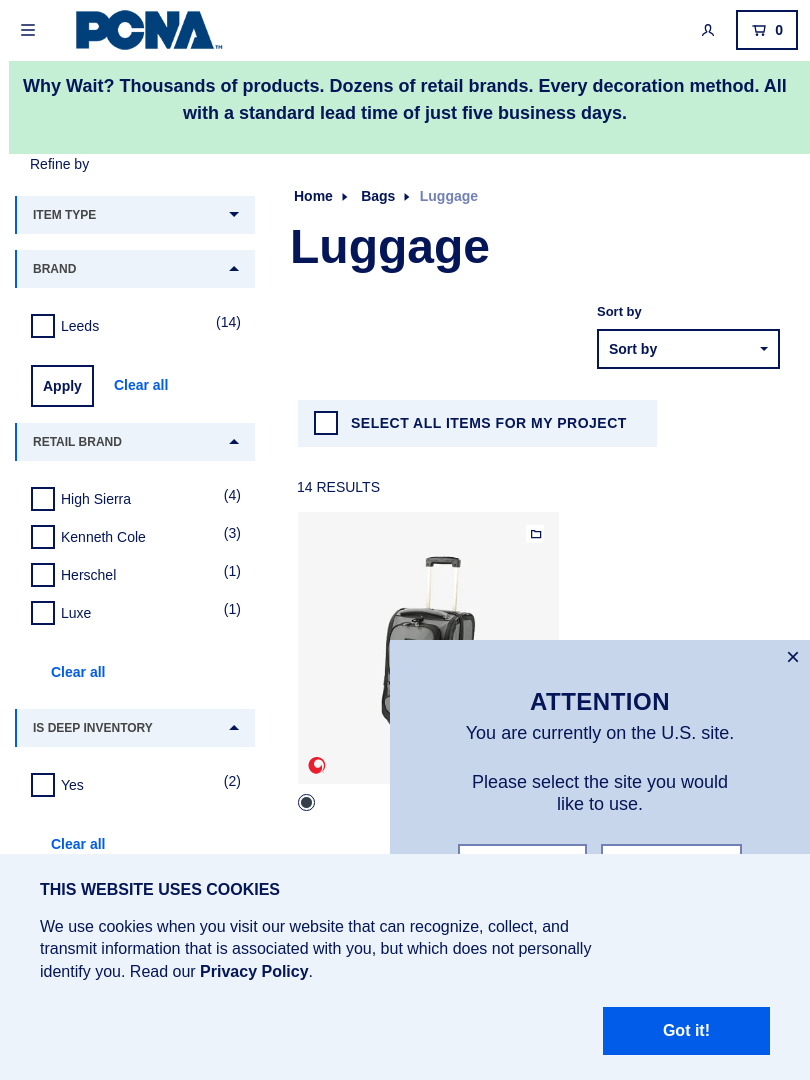 PCNA™
0
Why Wait? Thousands of products. Dozens of retail brands. Every decoration method. All
with a standard lead time of just five business days.
Refine by
ITEM TYPE
BRAND
Leeds (14)
Apply Clear all
RETAIL BRAND
High Sierra (4)
Kenneth Cole (3)
Herschel (1)
Luxe (1)
Clear all
IS DEEP INVENTORY
Yes (2)
Clear all
Home Bags Luggage
Luggage
Sort by
Sort by
SELECT ALL ITEMS FOR MY PROJECT
14 RESULTS
ATTENTION
You are currently on the U.S. site.
Please select the site you would
like to use.
THIS WEBSITE USES COOKIES
We use cookies when you visit our website that can recognize, collect, and
transmit information that is associated with you, but which does not personally
identify you. Read our Privacy Policy.
Got it!